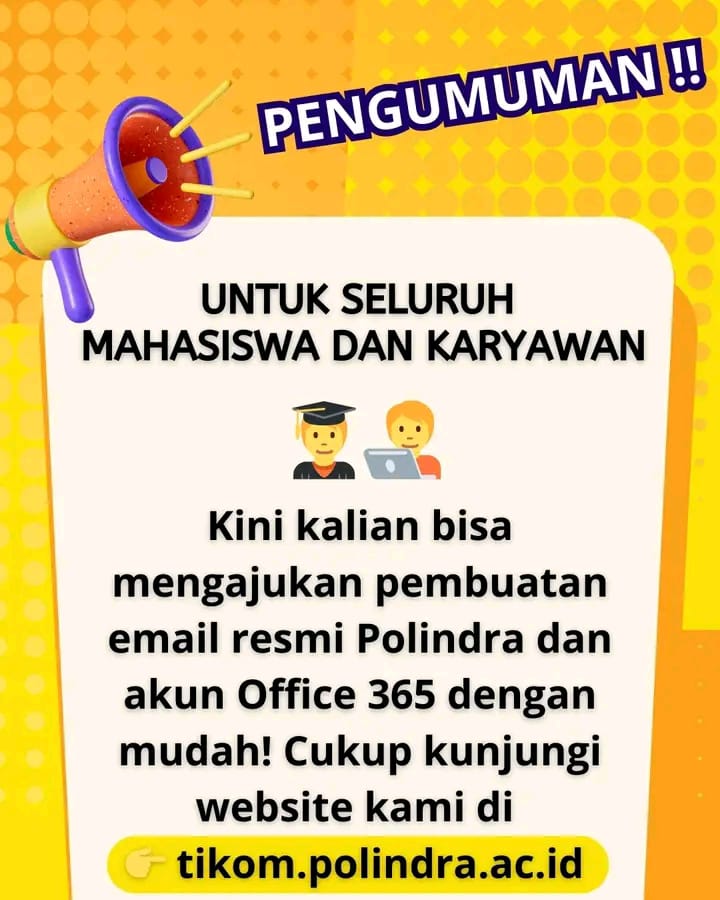 PENGUMUMAN !!
UNTUK SELURUH
MAHASISWA DAN KARYAWAN
Kini kalian bisa
mengajukan pembuatan
email resmi Polindra dan
akun Office 365 dengan
mudah! Cukup kunjungi
website kami di
👉 tikom.polindra.ac.id